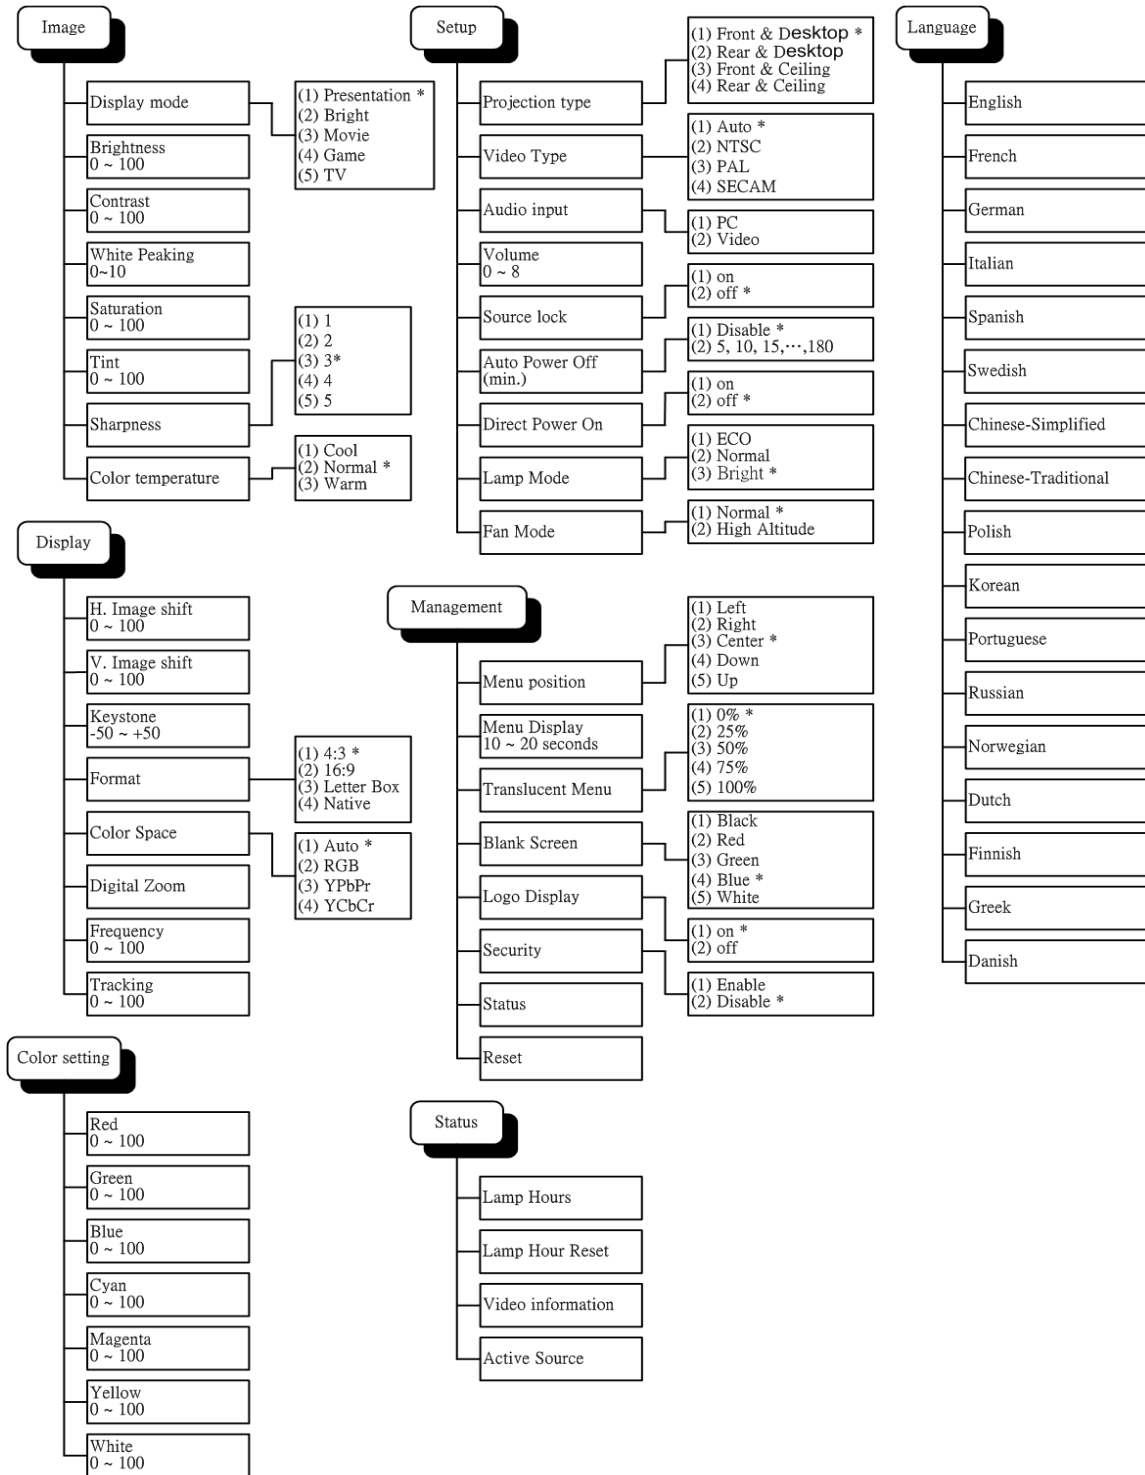 Image
Display mode
(1) Presentation *
(2) Bright
(3) Movie
(4) Game
(5) TV
Brightness
0 ~ 100
Contrast
0 ~ 100
White Peaking
0~10
Saturation
0 ~ 100
Tint
0 ~ 100
Sharpness
(1) 1
(2) 2
(3) 3*
(4) 4
(5) 5
Color temperature
(1) Cool
(2) Normal *
(3) Warm
Display
H. Image shift
0 ~ 100
V. Image shift
0 ~ 100
Keystone
-50 ~ +50
Format
(1) 4:3 *
(2) 16:9
(3) Letter Box
(4) Native
Color Space
(1) Auto *
(2) RGB
(3) YPbPr
(4) YCbCr
Digital Zoom
Frequency
0 ~ 100
Tracking
0 ~ 100
Color setting
Red
0 ~ 100
Green
0 ~ 100
Blue
0 ~ 100
Cyan
0 ~ 100
Magenta
0 ~ 100
Yellow
0 ~ 100
White
0 ~ 100
Setup
Projection type
(1) Front & Desktop *
(2) Rear & Desktop
(3) Front & Ceiling
(4) Rear & Ceiling
Video Type
(1) Auto *
(2) NTSC
(3) PAL
(4) SECAM
Audio input
(1) PC
(2) Video
Volume
0 ~ 8
Source lock
(1) on
(2) off *
Auto Power Off
(min.)
(1) Disable *
(2) 5, 10, 15,⋯,180
Direct Power On
(1) on
(2) off *
Lamp Mode
(1) ECO
(2) Normal
(3) Bright *
Fan Mode
(1) Normal *
(2) High Altitude
Management
Menu position
(1) Left
(2) Right
(3) Center *
(4) Down
(5) Up
Menu Display
10 ~ 20 seconds
Translucent Menu
(1) 0% *
(2) 25%
(3) 50%
(4) 75%
(5) 100%
Blank Screen
(1) Black
(2) Red
(3) Green
(4) Blue *
(5) White
Logo Display
(1) on *
(2) off
Security
(1) Enable
(2) Disable *
Status
Reset
Status
Lamp Hours
Lamp Hour Reset
Video information
Active Source
Language
English
French
German
Italian
Spanish
Swedish
Chinese-Simplified
Chinese-Traditional
Polish
Korean
Portuguese
Russian
Norwegian
Dutch
Finnish
Greek
Danish